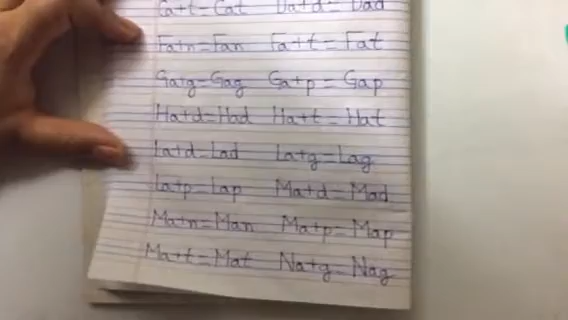 Ca+t=Cat Da+d=Dad
Fa+n=Fan Fa+t=Fat
Ga+g=Gag Ga+p=Gap
Ha+d=Had Ha+t=Hat
La+d=Lad La+g=Lag
La+p=Lap Ma+d=Mad
Ma+n=Man Ma+p=Map
Ma+t=Mat Na+g=Nag